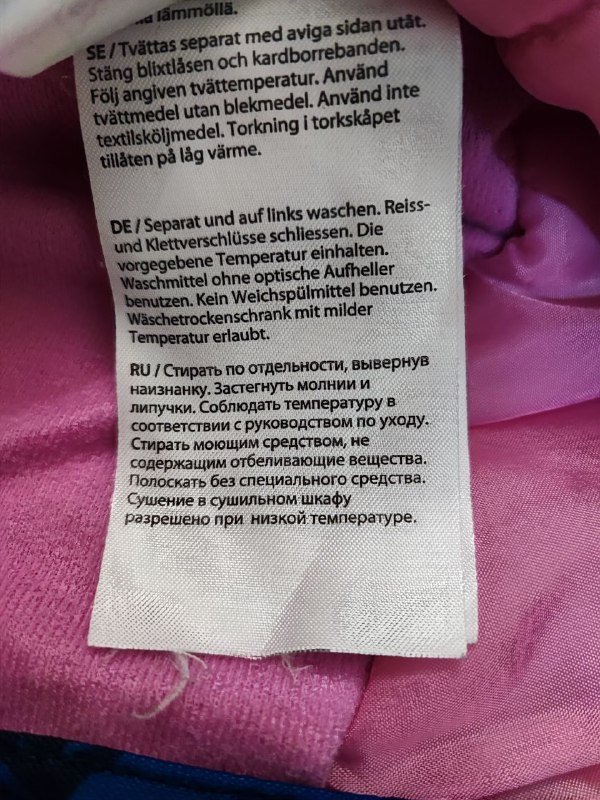 lämmöllä.
SE / Tvättas separat med aviga sidan utåt.
Stäng blixtlåsen och kardborrebanden.
Följ angiven tvättemperatur. Använd
tvättmedel utan blekmedel. Använd inte
textilsköljmedel. Torkning i torkskåpet
tillåten på låg värme.
DE / Separat und auf links waschen. Reiss-
und Klettverschlüsse schliessen. Die
vorgegebene Temperatur einhalten.
Waschmittel ohne optische Aufheller
benutzen. Kein Weichspülmittel benutzen.
Wäschetrockenschrank mit milder
Temperatur erlaubt.
RU / Стирать по отдельности, вывернув
наизнанку. Застегнуть молнии и
липучки. Соблюдать температуру в
соответствии с руководством по уходу.
Стирать моющим средством, не
содержащим отбеливающие вещества.
Полоскать без специального средства.
Сушение в сушильном шкафу
разрешено при низкой температуре.